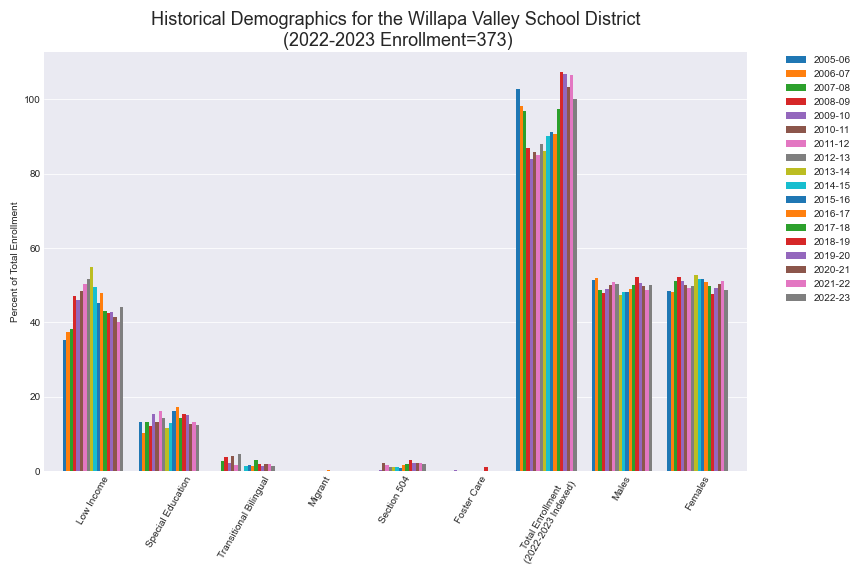 Historical Demographics for the Willapa Valley School District
(2022-2023 Enrollment=373)
Percent of Total Enrollment
100
80
60
40
20
0
Low Income
Special Education
Transitional Bilingual
Migrant
Section 504
Foster Care
Total Enrollment
(2022-2023 Indexed)
Males
Females
2005-06
2006-07
2007-08
2008-09
2009-10
2010-11
2011-12
2012-13
2013-14
2014-15
2015-16
2016-17
2017-18
2018-19
2019-20
2020-21
2021-22
2022-23